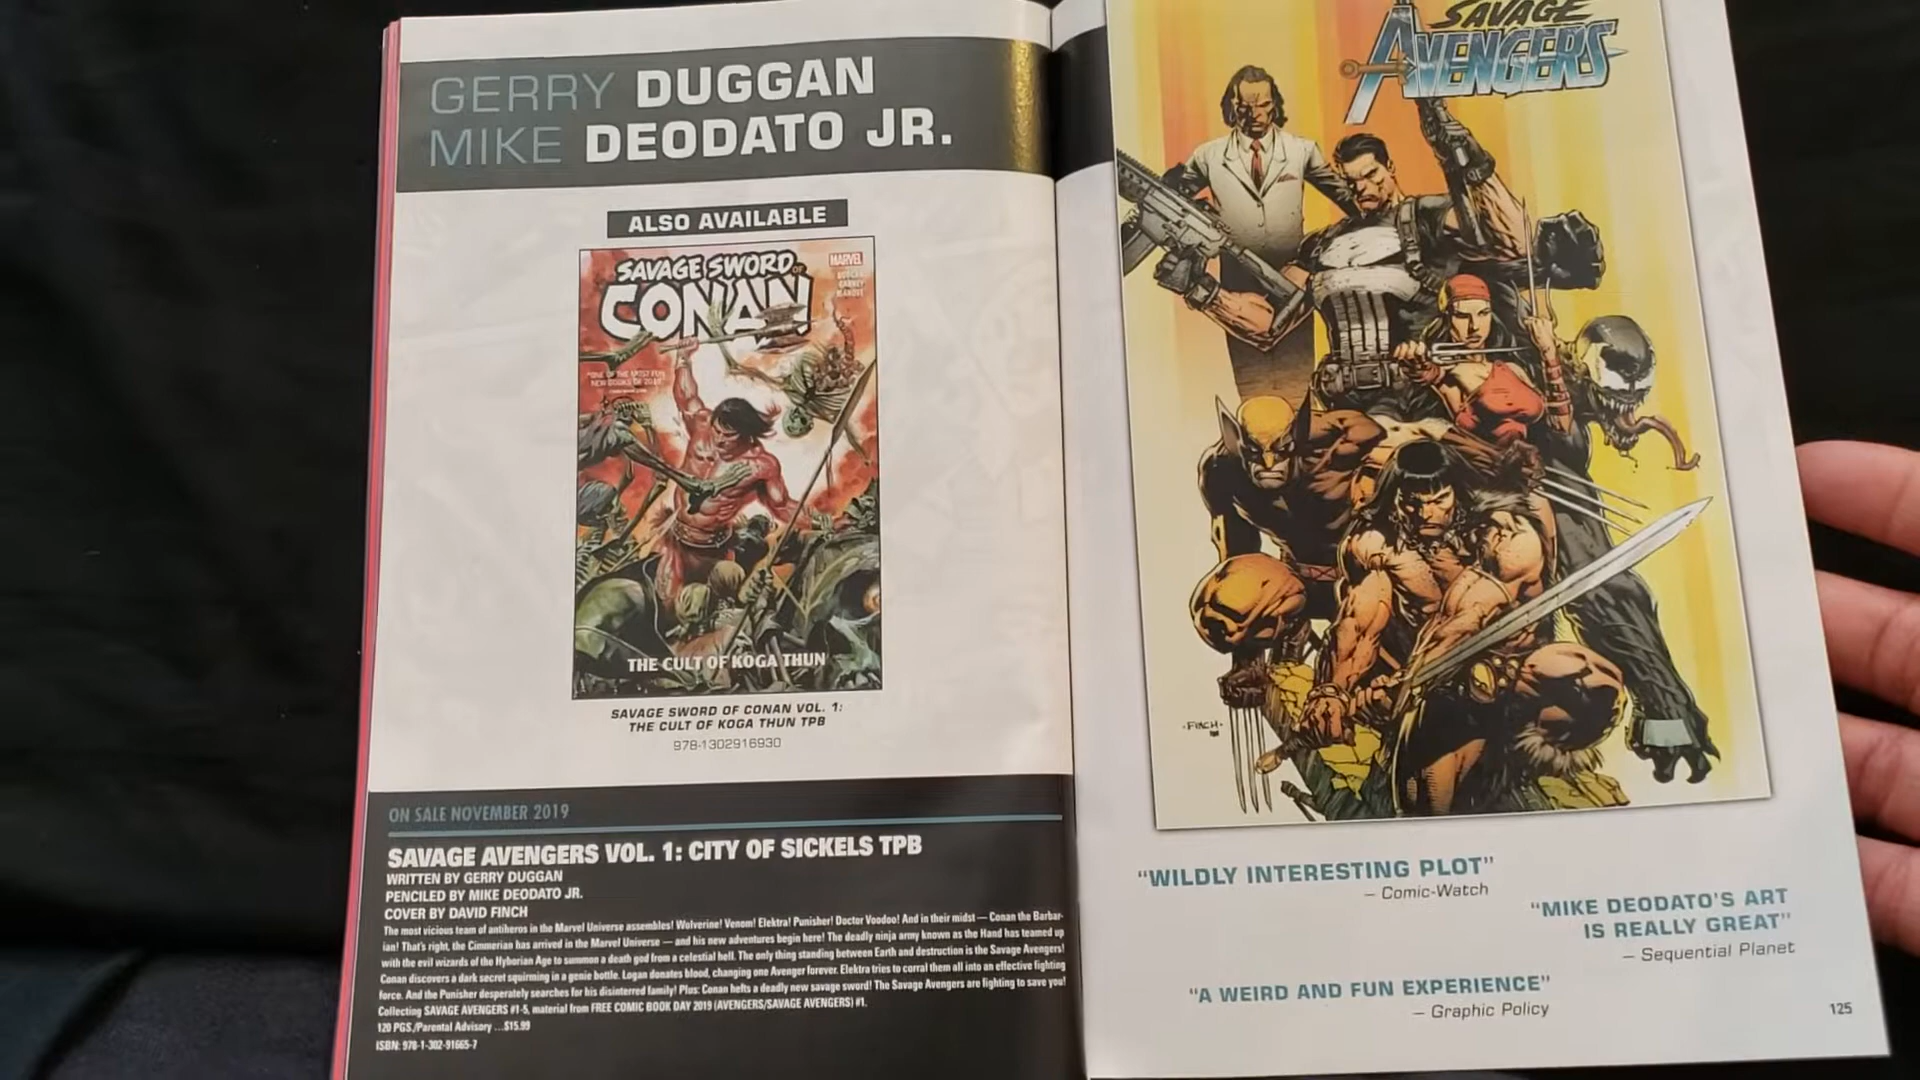 GERRY DUGGAN
MIKE DEODATO JR.
ALSO AVAILABLE
SAVAGE SWORD OF
CONAN
MARVEL
DUGGAN
GARNEY
"ONE OF THE MOST FUN
NEW BOOKS OF 2019"
THE CULT OF KOGA THUN
SAVAGE SWORD OF CONAN VOL. 1:
THE CULT OF KOGA THUN TPB
978-1302916930
ON SALE NOVEMBER 2019
SAVAGE AVENGERS VOL. 1: CITY OF SICKELS TPB
WRITTEN BY GERRY DUGGAN
PENCILED BY MIKE DEODATO JR.
COVER BY DAVID FINCH
The most vicious team of antiheros in the Marvel Universe assembles! Wolverine! Venom! Elektra! Punisher! Doctor Voodoo! And in their midst — Conan the Barbar-
ian! That's right, the Cimmerian has arrived in the Marvel Universe — and his new adventures begin here! The deadly ninja army known as the Hand has teamed up
with the evil wizards of the Hyborian Age to summon a death god from a celestial hell. The only thing standing between Earth and destruction is the Savage Avengers!
Conan discovers a dark secret squirming in a genie bottle. Logan donates blood, changing one Avenger forever. Elektra tries to corral them all into an effective fighting
force. And the Punisher desperately searches for his disinterred family! Plus: Conan hefts a deadly new savage sword! The Savage Avengers are fighting to save you!
Collecting SAVAGE AVENGERS #1-5, material from FREE COMIC BOOK DAY 2019 (AVENGERS/SAVAGE AVENGERS) #1.
120 PGS./Parental Advisory ...$15.99
ISBN: 978-1-302-91665-7
SAVAGE
AVENGERS
·FINCH·
"WILDLY INTERESTING PLOT"
— Comic-Watch
"MIKE DEODATO'S ART
IS REALLY GREAT"
— Sequential Planet
"A WEIRD AND FUN EXPERIENCE"
— Graphic Policy
125